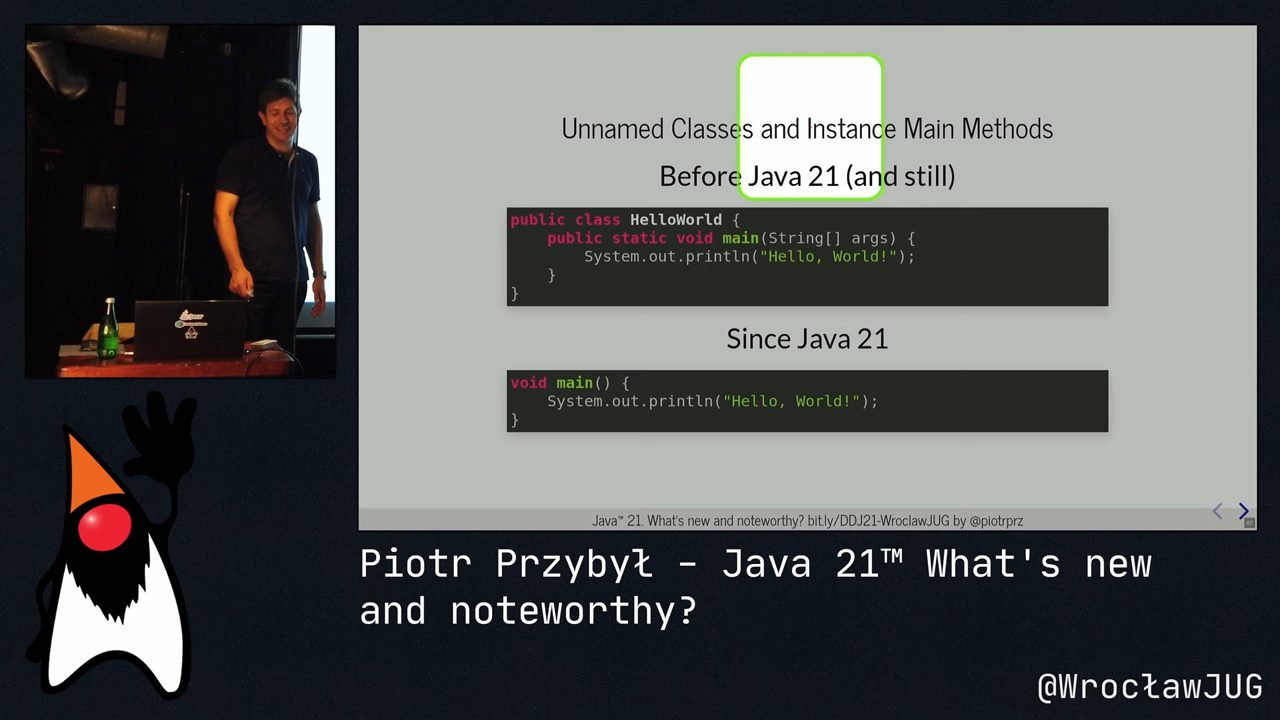 Unnamed Classes and Instance Main Methods
Before Java 21 (and still)
public class HelloWorld {
    public static void main(String[] args) {
        System.out.println("Hello, World!");
    }
}
Since Java 21
void main() {
    System.out.println("Hello, World!");
}
Java™ 21. What's new and noteworthy? bit.ly/DDJ21-WroclawJUG by @piotrprz
Piotr Przybył – Java 21™ What's new
and noteworthy?
@WrocławJUG